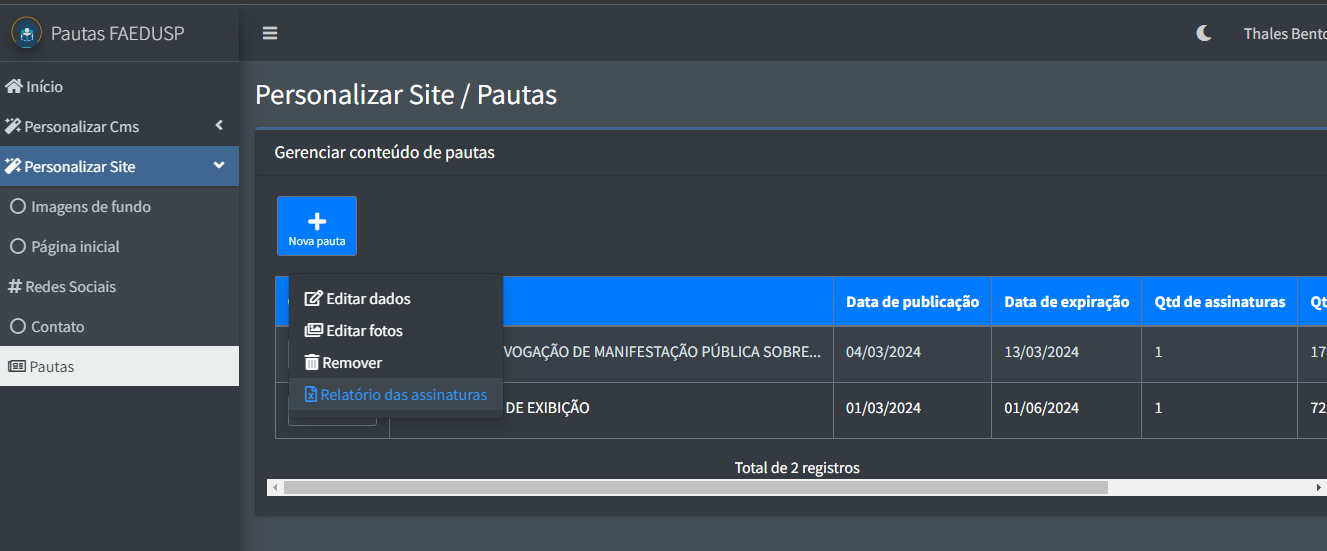 Pautas FAEDUSP
Thales Bento
Início
Personalizar Cms
Personalizar Site
Imagens de fundo
Página inicial
Redes Sociais
Contato
Pautas
Personalizar Site / Pautas
Gerenciar conteúdo de pautas
Nova pauta
Editar dados
Editar fotos
Remover
Relatório das assinaturas
Data de publicação
Data de expiração
Qtd de assinaturas
VOGAÇÃO DE MANIFESTAÇÃO PÚBLICA SOBRE...
04/03/2024
13/03/2024
1
17
DE EXIBIÇÃO
01/03/2024
01/06/2024
1
72
Total de 2 registros